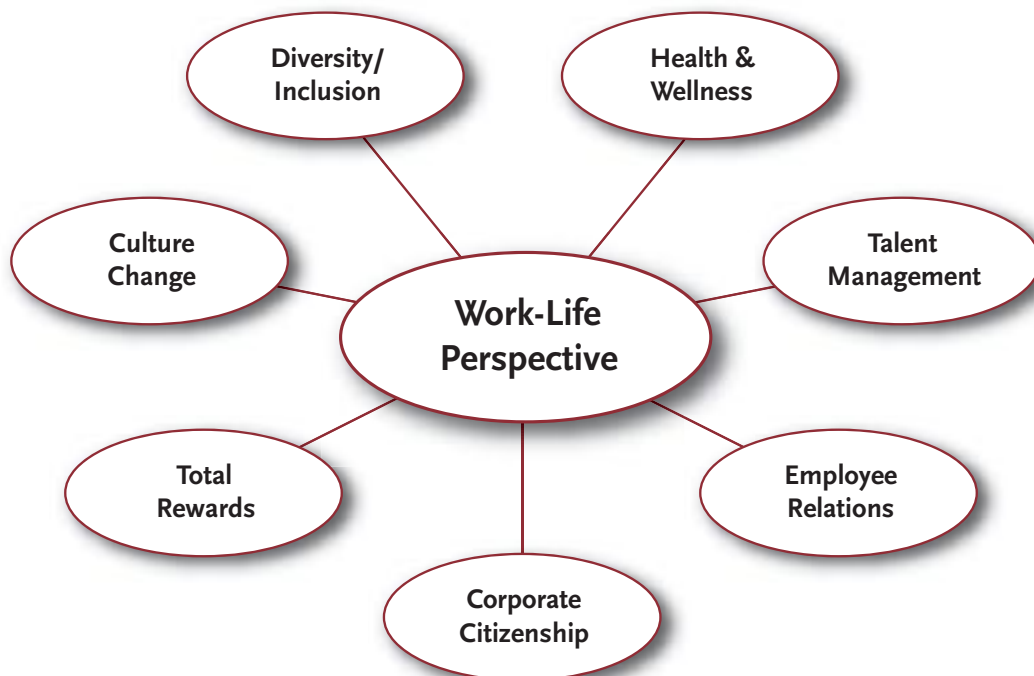 Diversity/
Inclusion
Health &
Wellness
Culture
Change
Talent
Management
Work-Life
Perspective
Total
Rewards
Employee
Relations
Corporate
Citizenship